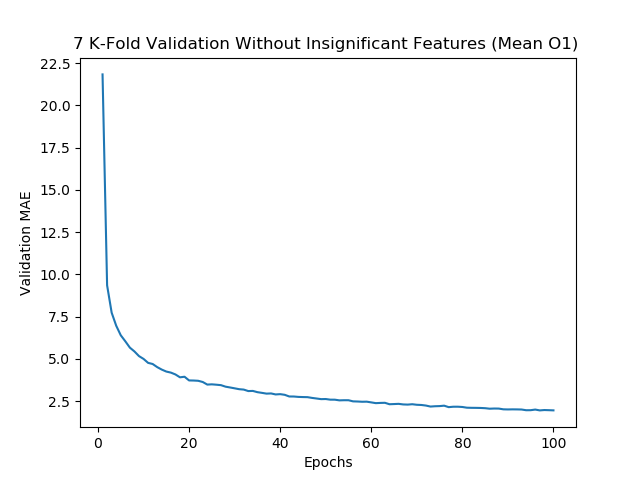 7 K-Fold Validation Without Insignificant Features (Mean O1)
22.5
20.0
17.5
15.0
12.5
10.0
7.5
5.0
2.5
Validation MAE
0 20 40 60 80 100
Epochs